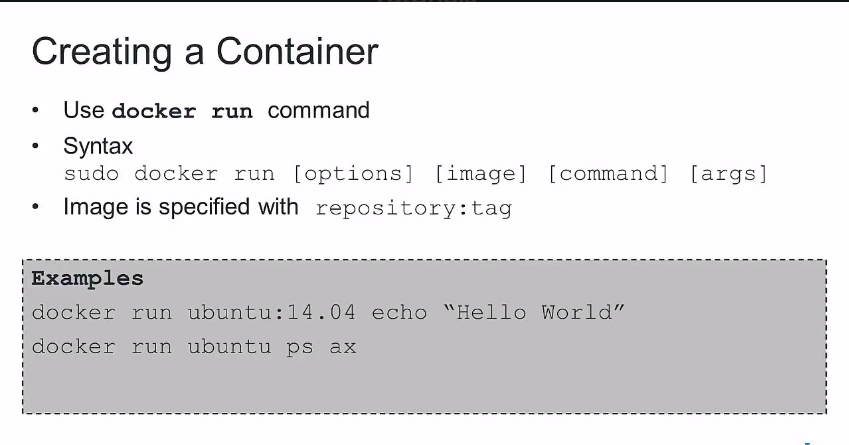 Creating a Container
• Use docker run command
• Syntax
sudo docker run [options] [image] [command] [args]
• Image is specified with repository:tag
Examples
docker run ubuntu:14.04 echo “Hello World”
docker run ubuntu ps ax